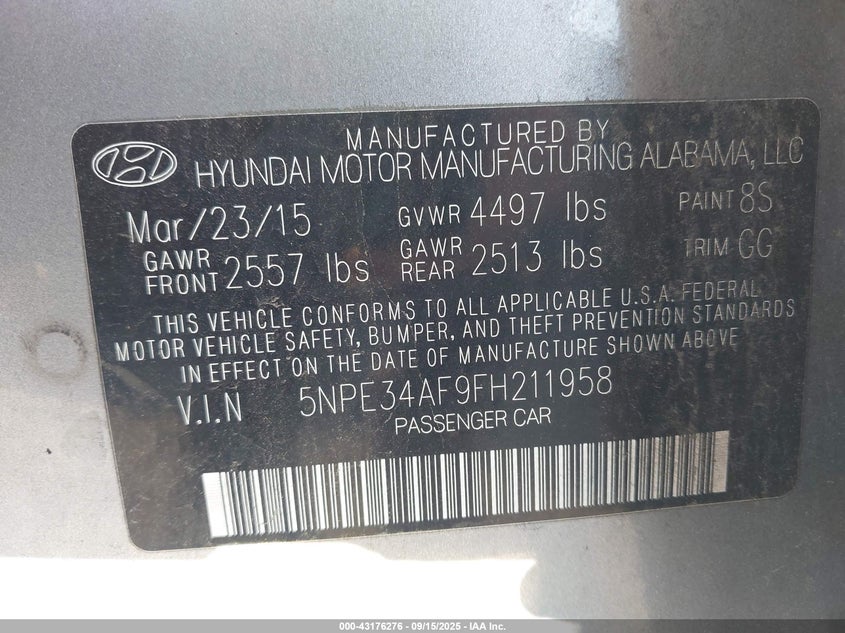 MANUFACTURED BY
HYUNDAI MOTOR MANUFACTURING ALABAMA, LLC
Mar/23/15 GVWR 4497 lbs PAINT 8S
GAWR FRONT 2557 lbs GAWR REAR 2513 lbs TRIM GG
THIS VEHICLE CONFORMS TO ALL APPLICABLE U.S.A. FEDERAL
MOTOR VEHICLE SAFETY, BUMPER, AND THEFT PREVENTION STANDARDS
IN EFFECT ON THE DATE OF MANUFACTURE SHOWN ABOVE
V.I.N 5NPE34AF9FH211958
PASSENGER CAR
000-43176276 - 09/15/2025 - IAA Inc.